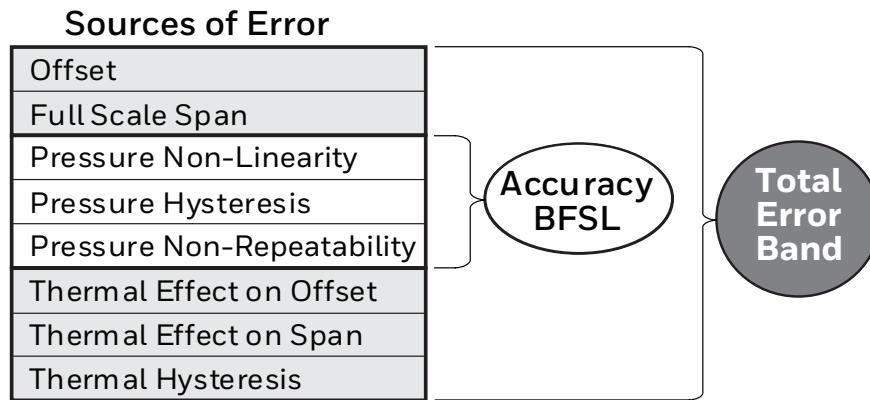 Sources of Error
Offset
Full Scale Span
Pressure Non-Linearity
Pressure Hysteresis
Pressure Non-Repeatability
Thermal Effect on Offset
Thermal Effect on Span
Thermal Hysteresis
Accuracy
BFSL
Total
Error
Band